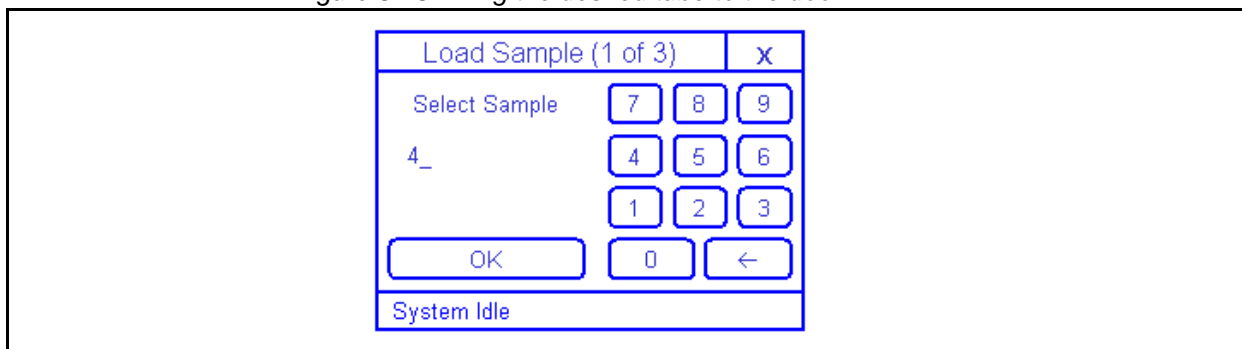 Load Sample (1 of 3) x
Select Sample 7 8 9
4_ 4 5 6
1 2 3
OK 0 ←
System Idle